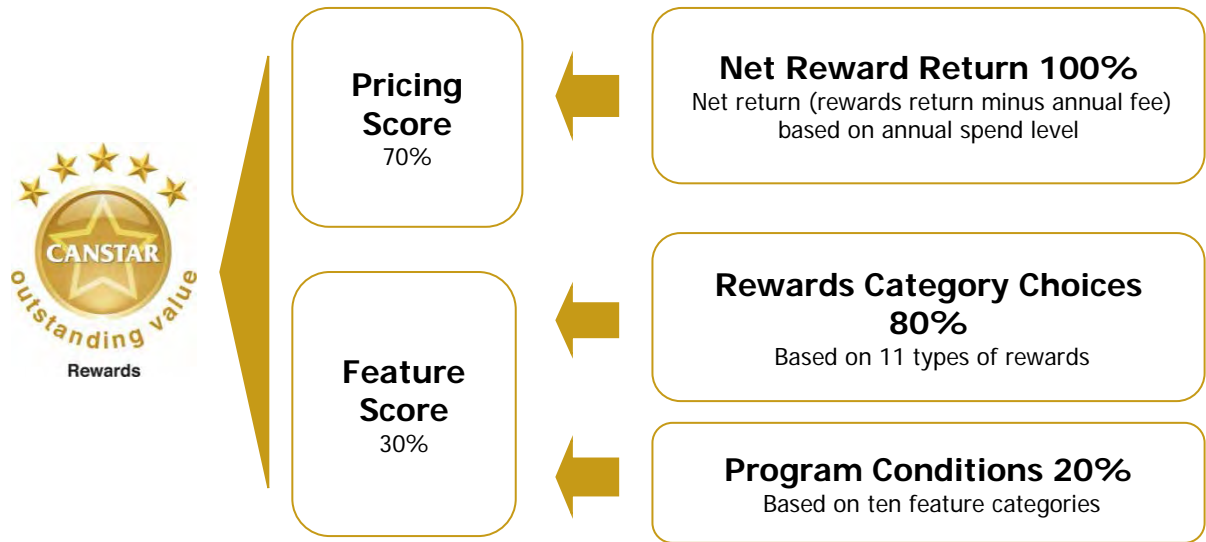 Pricing
Score
70%
Net Reward Return 100%
Net return (rewards return minus annual fee)
based on annual spend level
CANSTAR
outstanding value
Rewards
Feature
Score
30%
Rewards Category Choices
80%
Based on 11 types of rewards
Program Conditions 20%
Based on ten feature categories